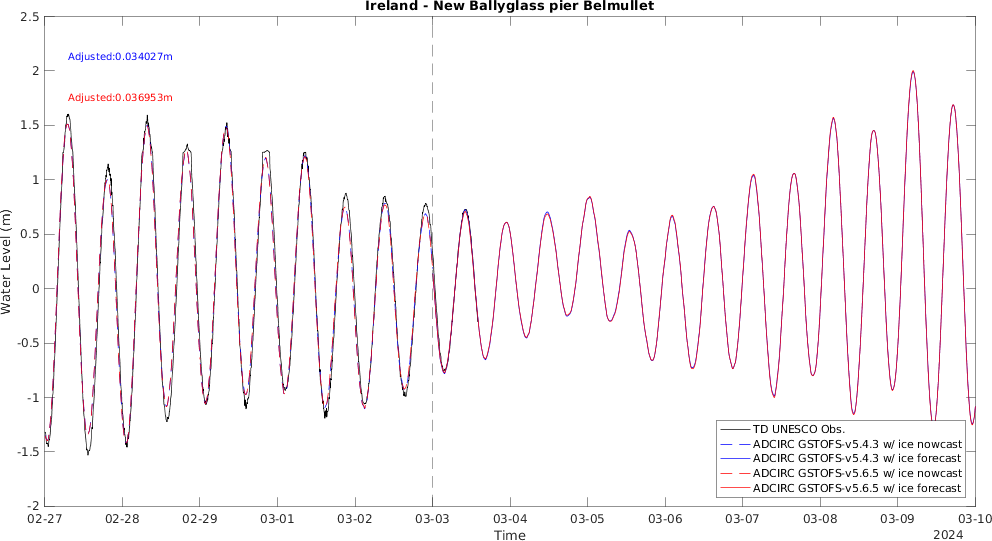 Ireland - New Ballyglass pier Belmullet
Adjusted:0.034027m
Adjusted:0.036953m
Water Level (m)
2.5
2
1.5
1
0.5
0
-0.5
-1
-1.5
-2
TD UNESCO Obs.
ADCIRC GSTOFS-v5.4.3 w/ ice nowcast
ADCIRC GSTOFS-v5.4.3 w/ ice forecast
ADCIRC GSTOFS-v5.6.5 w/ ice nowcast
ADCIRC GSTOFS-v5.6.5 w/ ice forecast
02-27 02-28 02-29 03-01 03-02 03-03 03-04 03-05 03-06 03-07 03-08 03-09 03-10
Time
2024